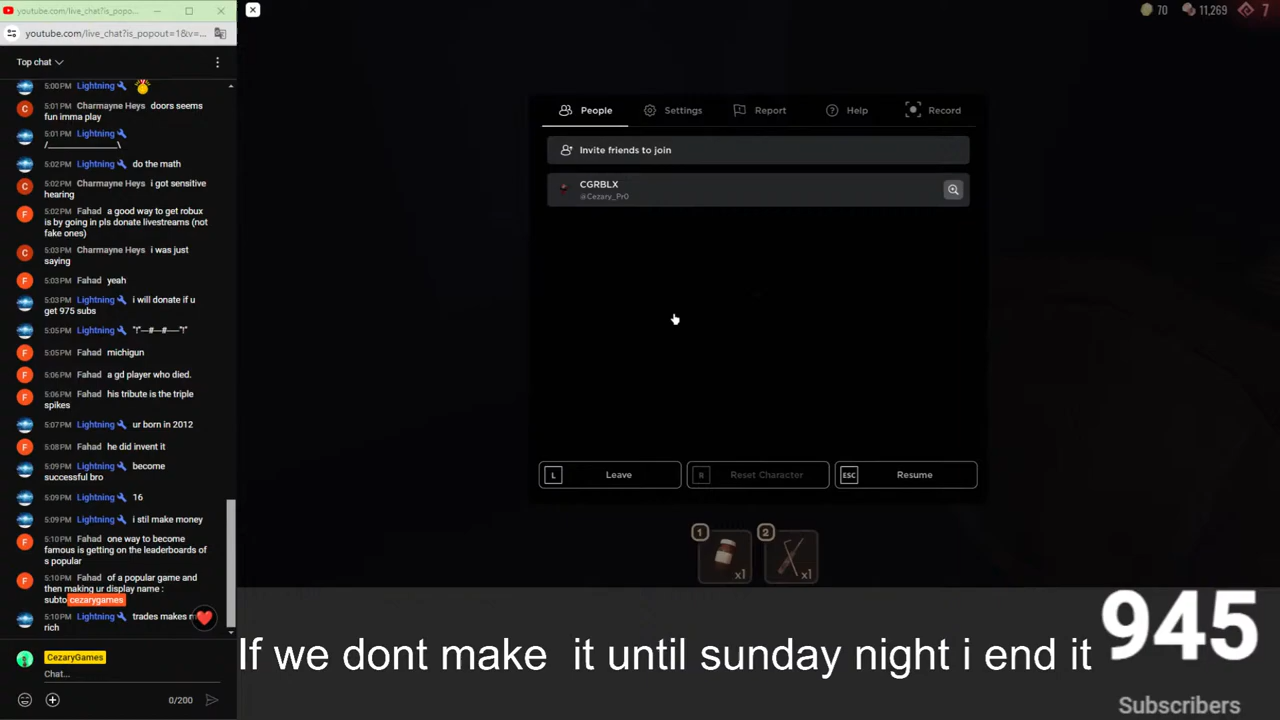 youtube.com/live_chat?is_popo...
youtube.com/live_chat?is_popout=1&v=...
Top chat
5:00PM Lightning
5:01PM Charmayne Heys doors seems
fun imma play
5:01PM Lightning
/______________\
5:02PM Lightning do the math
5:02PM Charmayne Heys i got sensitive
hearing
5:02PM Fahad a good way to get robux
is by going in pls donate livestreams (not
fake ones)
5:03PM Charmayne Heys i was just
saying
5:03PM Fahad yeah
5:03PM Lightning i will donate if u
get 975 subs
5:05PM Lightning
5:05PM Fahad michigun
5:06PM Fahad a gd player who died.
5:06PM Fahad his tribute is the triple
spikes
5:07PM Lightning ur born in 2012
5:08PM Fahad he did invent it
5:09PM Lightning become
successful bro
5:09PM Lightning 16
5:09PM Lightning i stil make money
5:10PM Fahad one way to become
famous is getting on the leaderboards of
s popular
5:10PM Fahad of a popular game and
then making ur display name :
subto cezarygames
5:10PM Lightning trades makes
rich
CezaryGames
Chat...
0/200
70 11,269 7
People Settings Report Help Record
Invite friends to join
CGRBLX
@Cezary_Pr0
L Leave R Reset Character ESC Resume
1 2
x1 x1
If we dont make it until sunday night i end it
945
Subscribers